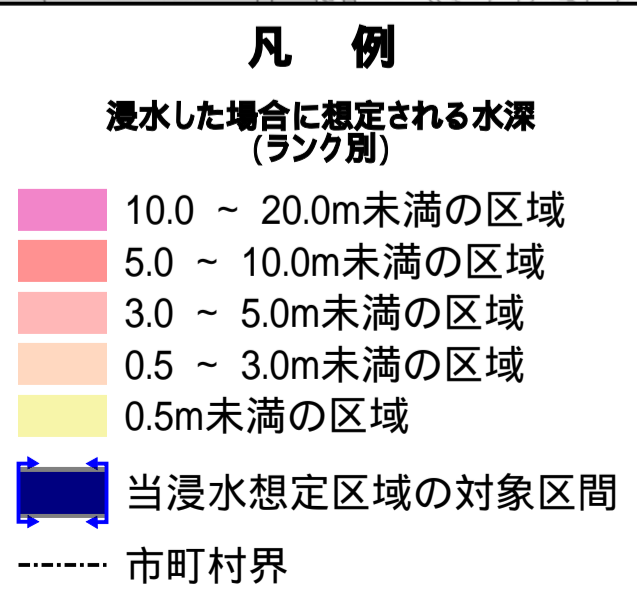 凡 例
浸水した場合に想定される水深
(ランク別)
10.0 ~ 20.0m未満の区域
5.0 ~ 10.0m未満の区域
3.0 ~ 5.0m未満の区域
0.5 ~ 3.0m未満の区域
0.5m未満の区域
当浸水想定区域の対象区間
市町村界